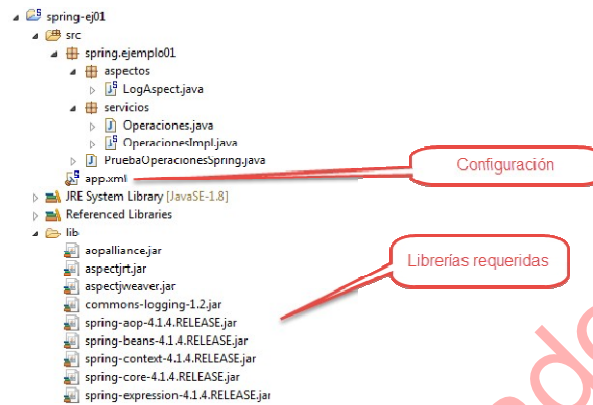 spring-ej01
src
spring.ejemplo01
aspectos
LogAspect.java
servicios
Operaciones.java
OperacionesImpl.java
PruebaOperacionesSpring.java
app.xml
Configuración
JRE System Library [JavaSE-1.8]
Referenced Libraries
lib
Librerías requeridas
aopalliance.jar
aspectjrt.jar
aspectjweaver.jar
commons-logging-1.2.jar
spring-aop-4.1.4.RELEASE.jar
spring-beans-4.1.4.RELEASE.jar
spring-context-4.1.4.RELEASE.jar
spring-core-4.1.4.RELEASE.jar
spring-expression-4.1.4.RELEASE.jar